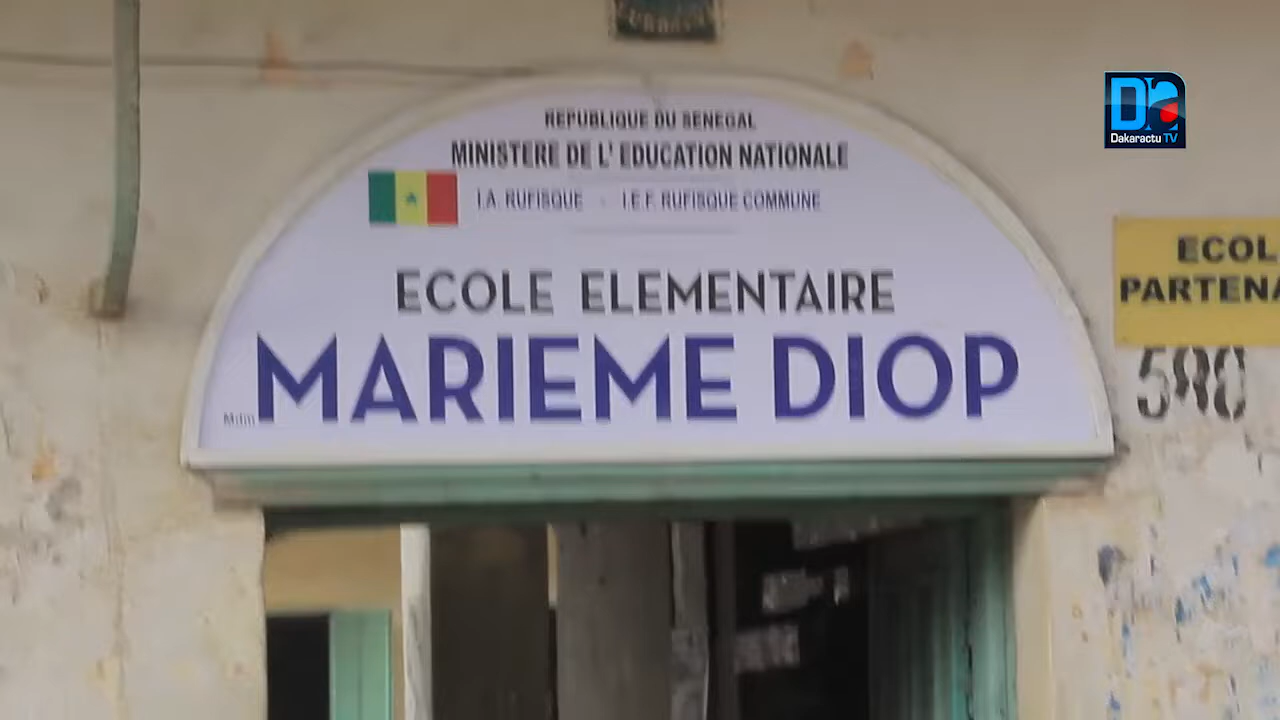 REPUBLIQUE DU SENEGAL
MINISTERE DE L' EDUCATION NATIONALE
I.A. RUFISQUE - I.E.F. RUFISQUE COMMUNE
ECOLE ELEMENTAIRE
MARIEME DIOP
Dakaractu TV
ECOL
PARTENA